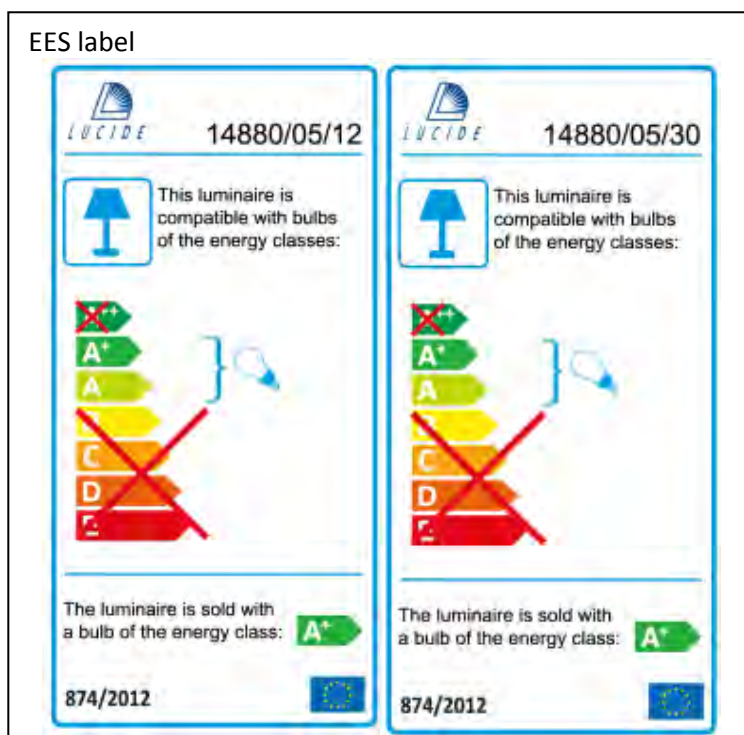 EES label
LUCIDE
14880/05/12
This luminaire is
compatible with bulbs
of the energy classes:
A++
A+
A
C
D
The luminaire is sold with
a bulb of the energy class: A+
874/2012
LUCIDE
14880/05/30
This luminaire is
compatible with bulbs
of the energy classes:
A++
A+
A
C
D
The luminaire is sold with
a bulb of the energy class: A+
874/2012